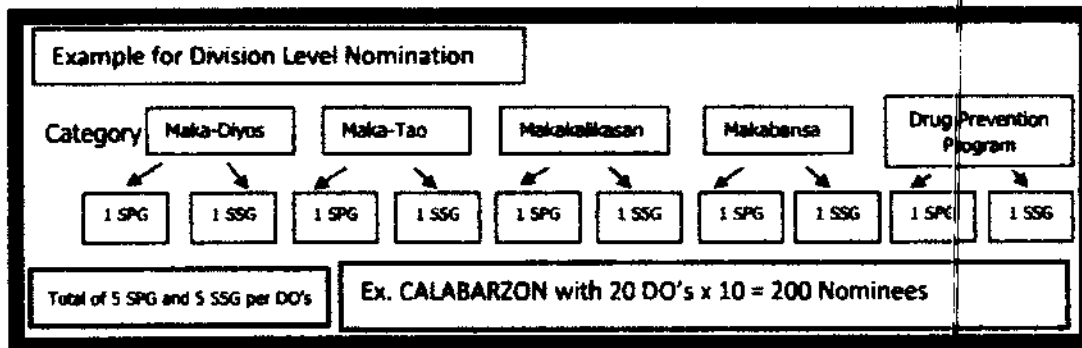 Example for Division Level Nomination
Category Maka-Diyos Maka-Tao Makakalikasan Makabansa Drug Prevention
Program
1 SPG 1 SSG 1 SPG 1 SSG 1 SPG 1 SSG 1 SPG 1 SSG 1 SPG 1 SSG
Total of 5 SPG and 5 SSG per DO's
Ex. CALABARZON with 20 DO's x 10 = 200 Nominees